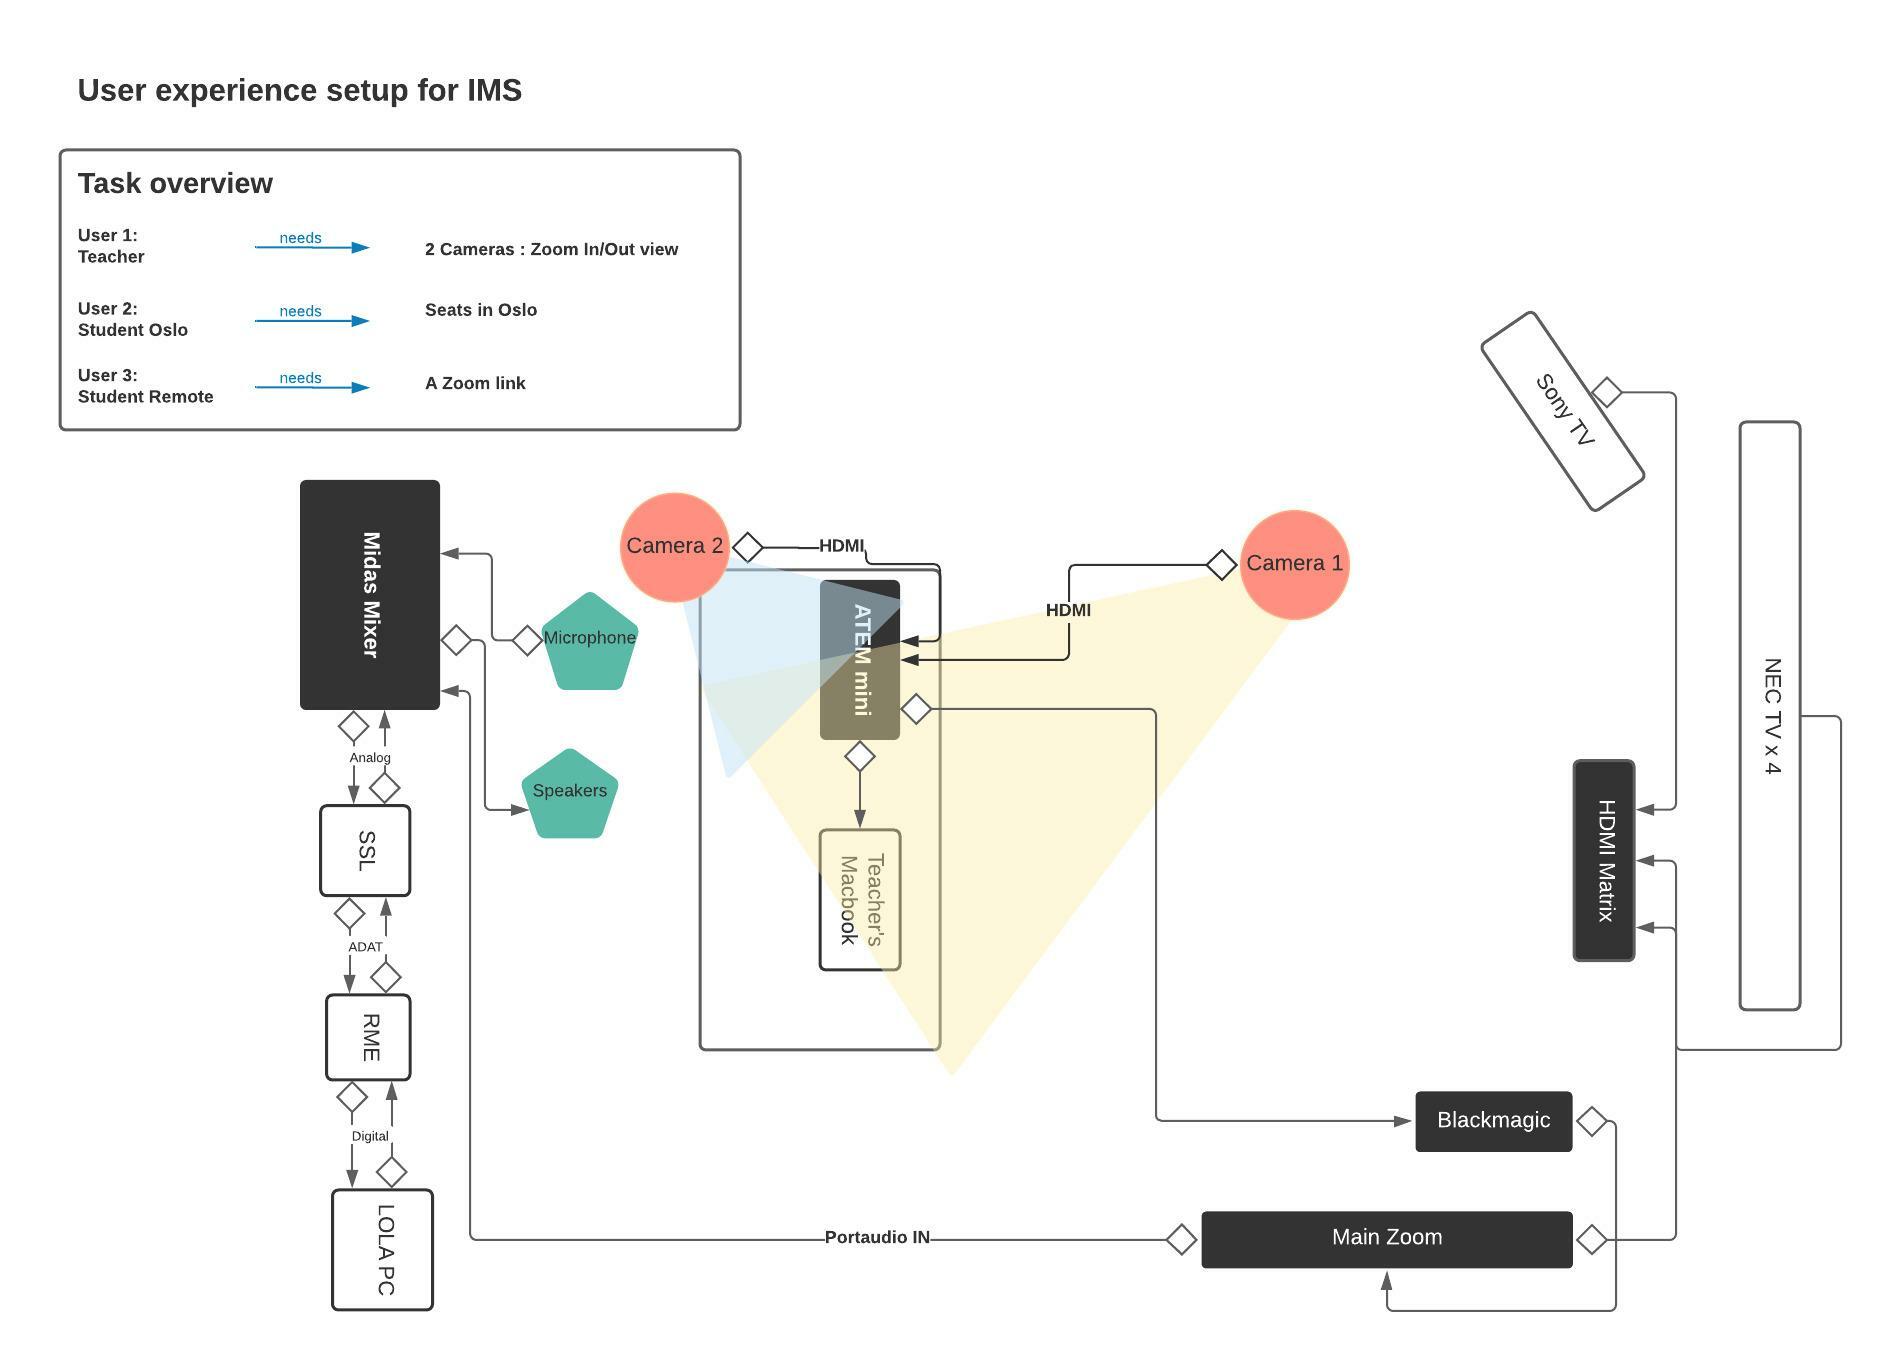 User experience setup for IMS
Task overview
User 1:
Teacher
needs
2 Cameras : Zoom In/Out view
User 2:
Student Oslo
needs
Seats in Oslo
User 3:
Student Remote
needs
A Zoom link
Sony TV
NEC TV x 4
Midas Mixer
Camera 2
HDMI
Camera 1
HDMI
ATEM mini
Microphone
Analog
Speakers
SSL
Teacher's
Macbook
HDMI Matrix
ADAT
RME
Digital
Blackmagic
LOLA PC
Portaudio IN
Main Zoom